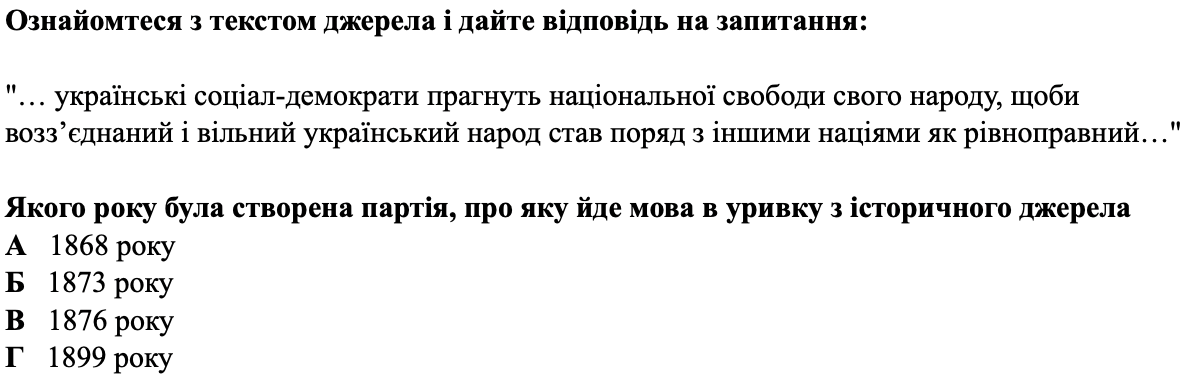 Ознайомтеся з текстом джерела і дайте відповідь на запитання:
"… українські соціал-демократи прагнуть національної свободи свого народу, щоби
возз’єднаний і вільний український народ став поряд з іншими націями як рівноправний…"
Якого року була створена партія, про яку йде мова в уривку з історичного джерела
А 1868 року
Б 1873 року
В 1876 року
Г 1899 року